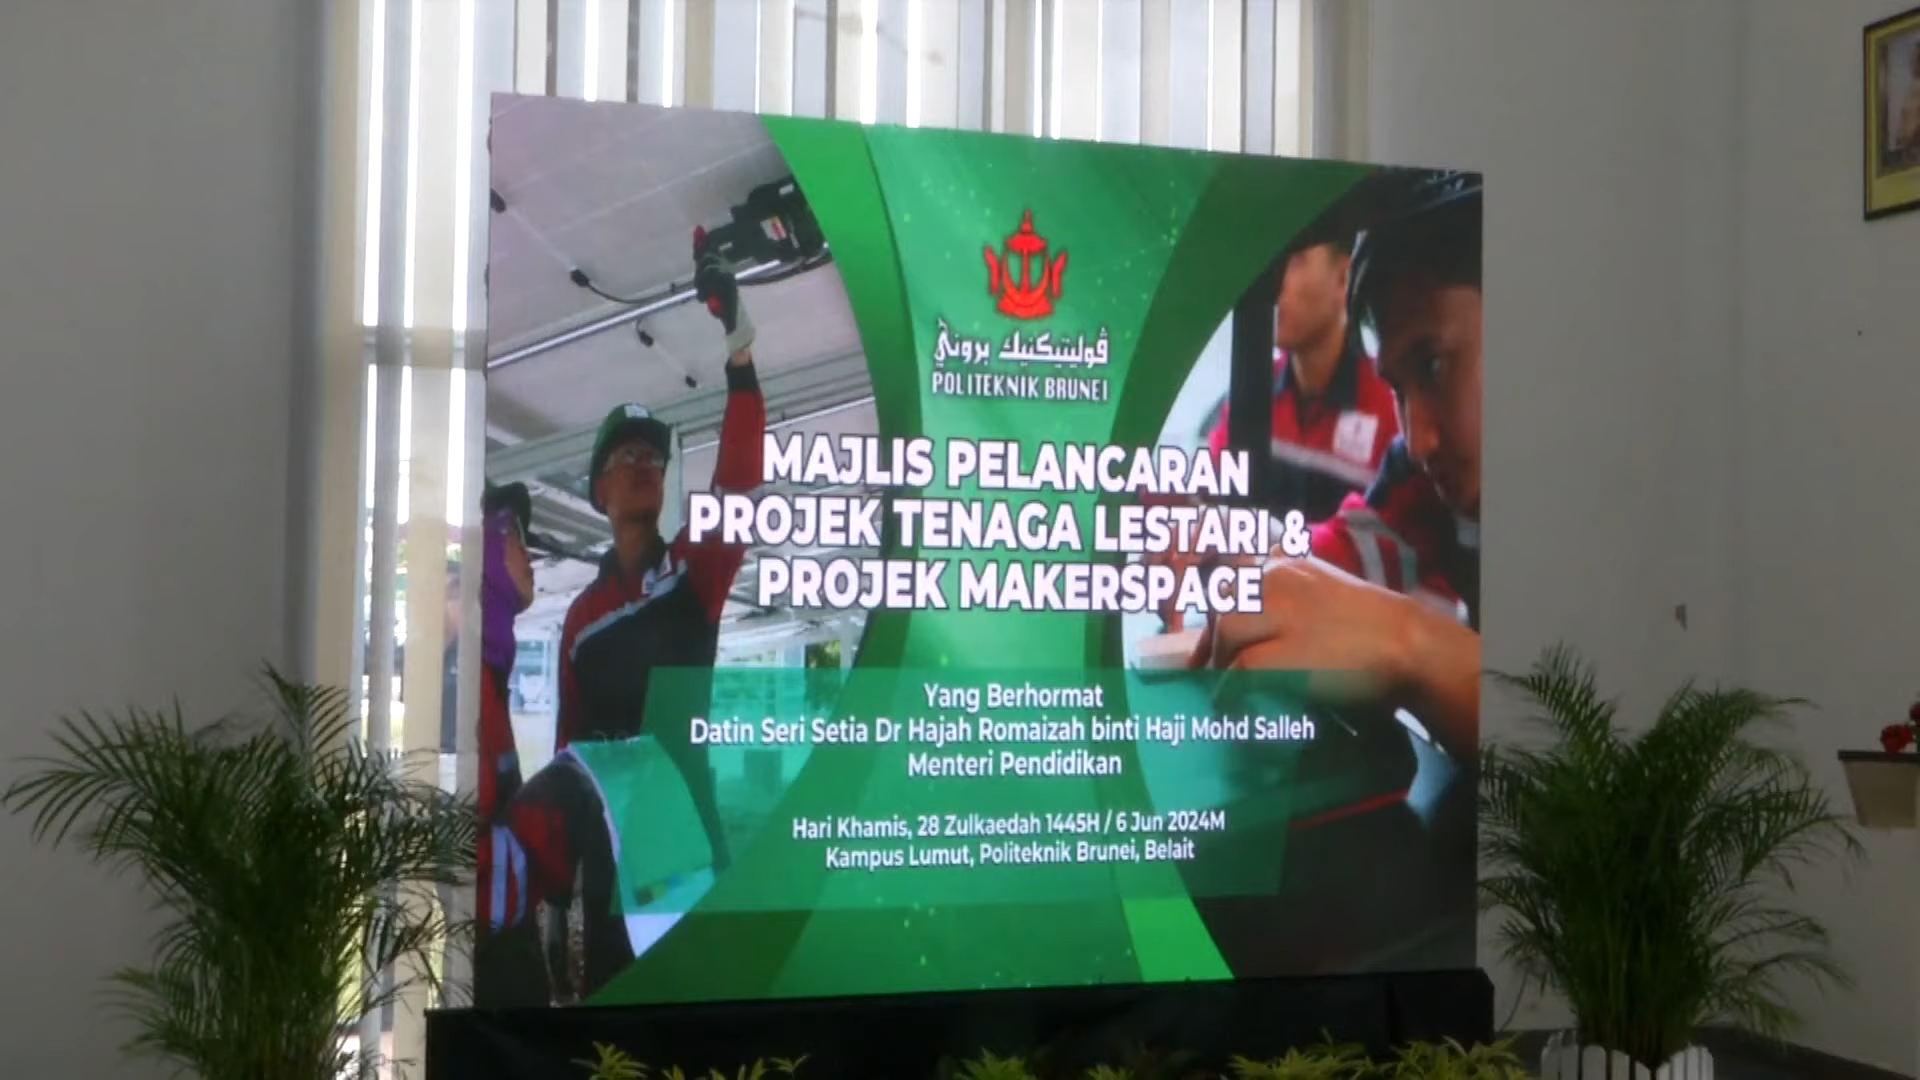 ڤوليتيكنيك بروني
POLITEKNIK BRUNEI
MAJLIS PELANCARAN
PROJEK TENAGA LESTARI &
PROJEK MAKERSPACE
Yang Berhormat
Datin Seri Setia Dr Hajah Romaizah binti Haji Mohd Salleh
Menteri Pendidikan
Hari Khamis, 28 Zulkaedah 1445H / 6 Jun 2024M
Kampus Lumut, Politeknik Brunei, Belait